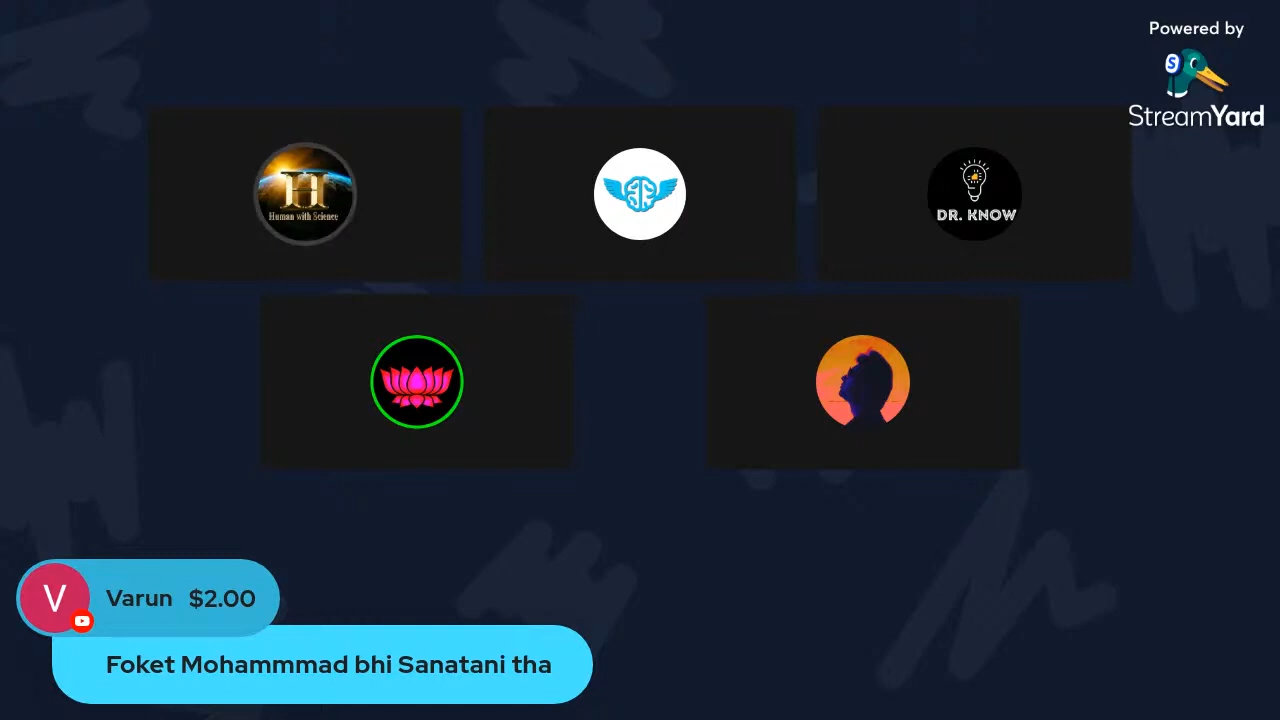 Powered by
S
StreamYard
H
Human with Science
DR. KNOW
V
Varun $2.00
Foket Mohammmad bhi Sanatani tha